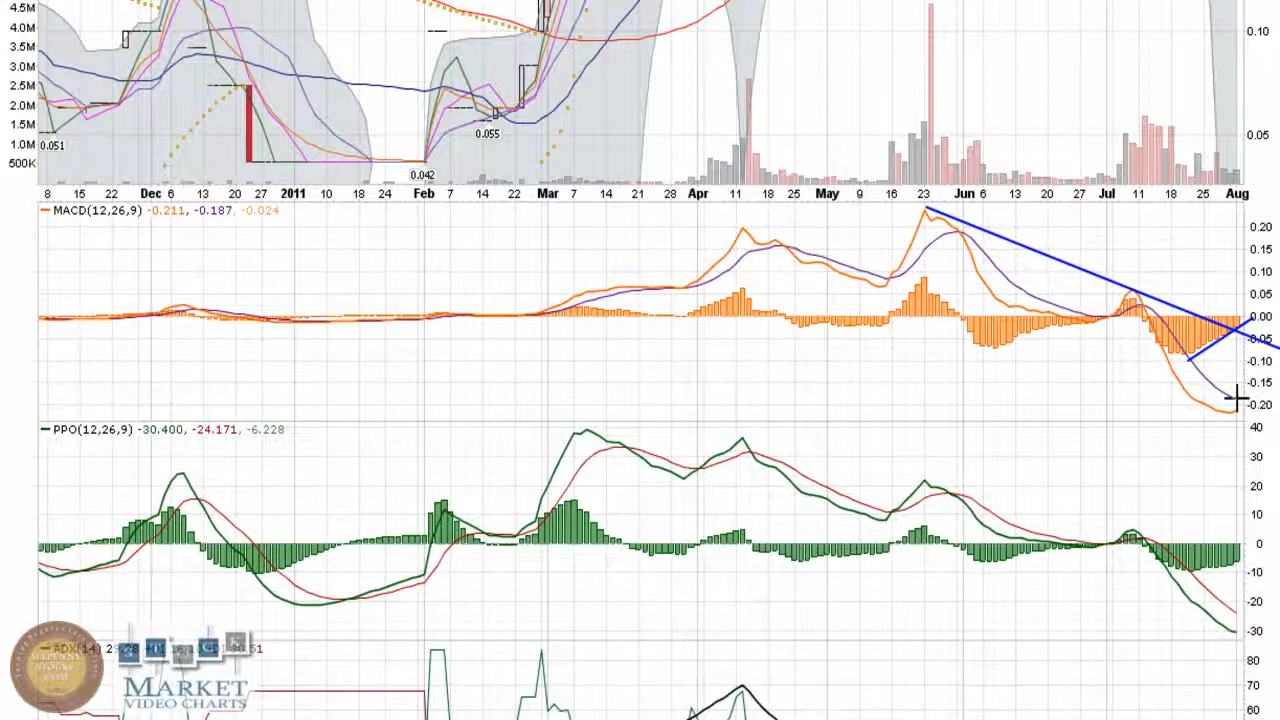 4.5M
4.0M
3.5M
3.0M
2.5M
2.0M
1.5M
1.0M
500K
0.10
0.05
0.051
0.055
0.042
8 15 22 Dec 6 13 20 27 2011 10 18 24 Feb 7 14 22 Mar 7 14 21 28 Apr 11 18 25 May 9 16 23 Jun 6 13 20 27 Jul 11 18 25 Aug
MACD(12,26,9) -0.211, -0.187, -0.024
0.20
0.15
0.10
0.05
0.00
-0.05
-0.10
-0.15
-0.20
PPO(12,26,9) -30.400, -24.171, -6.228
40
30
20
10
0
-10
-20
-30
ADX(14)
80
70
60
STOCK
MARKET
VIDEO CHARTS